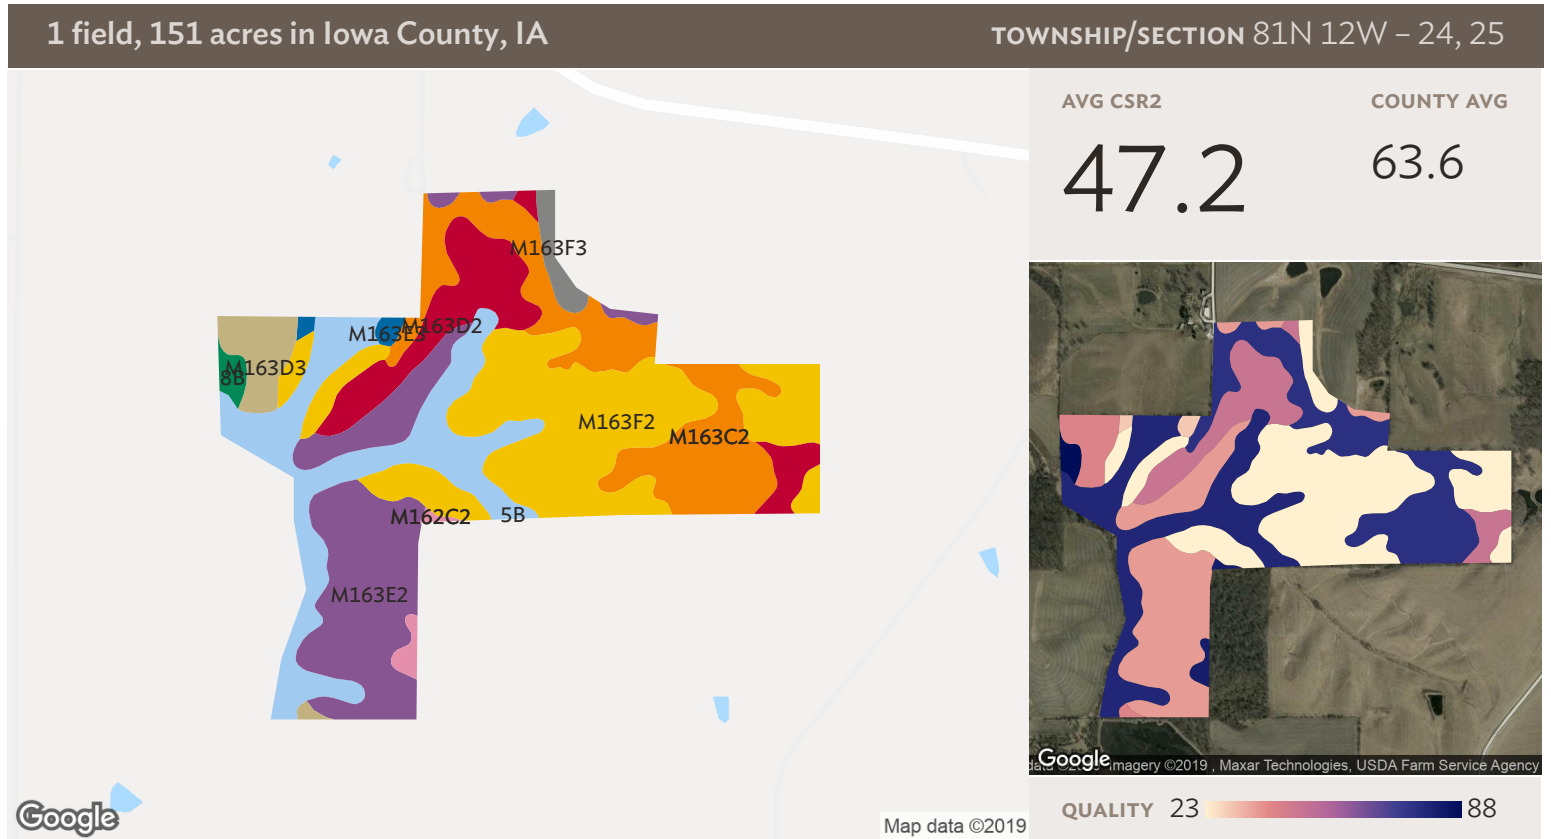 1 field, 151 acres in Iowa County, IA
TOWNSHIP/SECTION 81N 12W – 24, 25
AVG CSR2
COUNTY AVG
47.2
63.6
M163F3
M163E3
M163D2
M163D3
8B
M163F2
M163C2
M162C2
5B
M163E2
Google
Map data ©2019
Google
Imagery ©2019 , Maxar Technologies, USDA Farm Service Agency
QUALITY 23 88